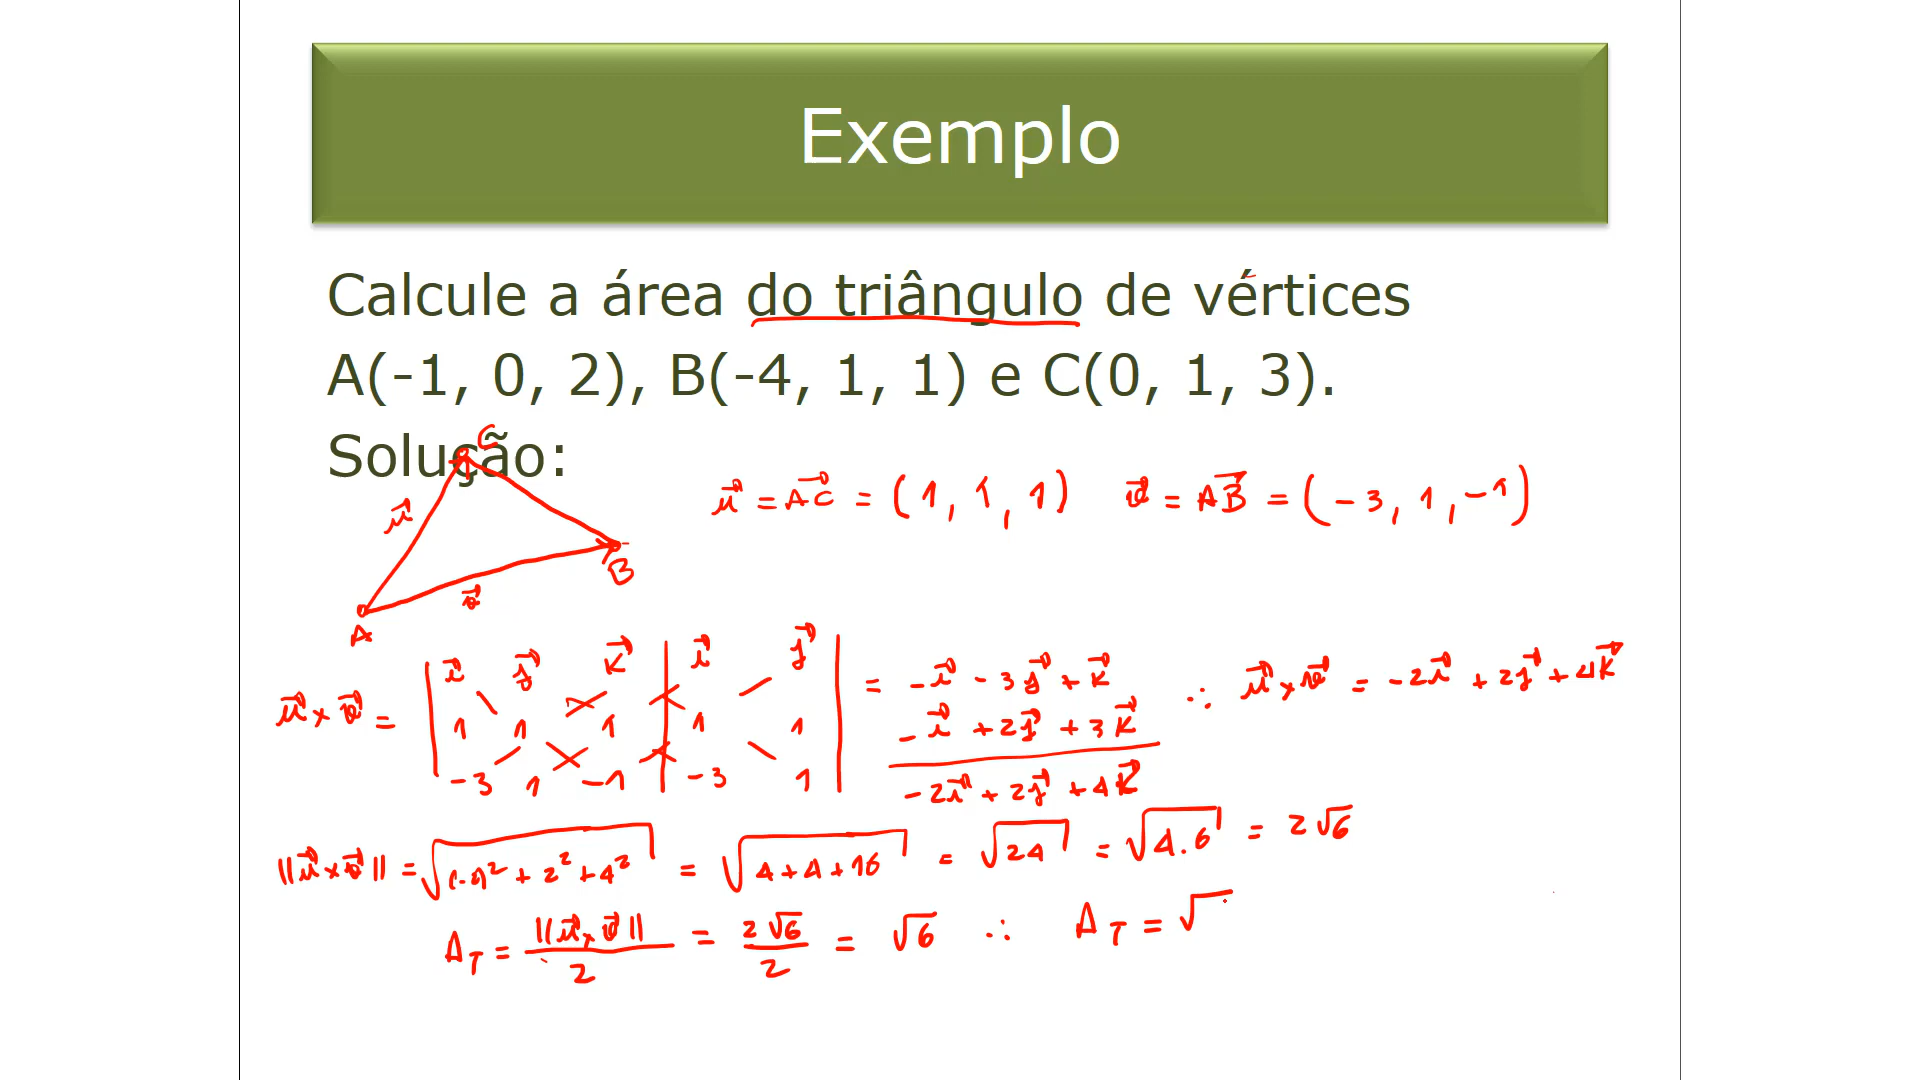 Exemplo
Calcule a área do triângulo de vértices
A(-1, 0, 2), B(-4, 1, 1) e C(0, 1, 3).
Solução:
C
u⃗
B
v⃗
A
u⃗ = AC⃗ = (1, 1, 1) v⃗ = AB⃗ = (-3, 1, -1)
u⃗ x v⃗ = | i⃗ j⃗ k⃗ | i⃗ j⃗ | = -i⃗ - 3j⃗ + k⃗ ∴ u⃗ x v⃗ = -2i⃗ + 2j⃗ + 4k⃗
1 1 1 | 1 1 | -i⃗ + 2j⃗ + 3k⃗
-3 1 -1 | -3 1 | -2i⃗ + 2j⃗ + 4k⃗
||u⃗ x v⃗|| = √((-2)² + 2² + 4²) = √(4 + 4 + 16) = √24 = √(4.6) = 2√6
A_T = ||u⃗ x v⃗||/2 = 2√6/2 = √6 ∴ A_T = √